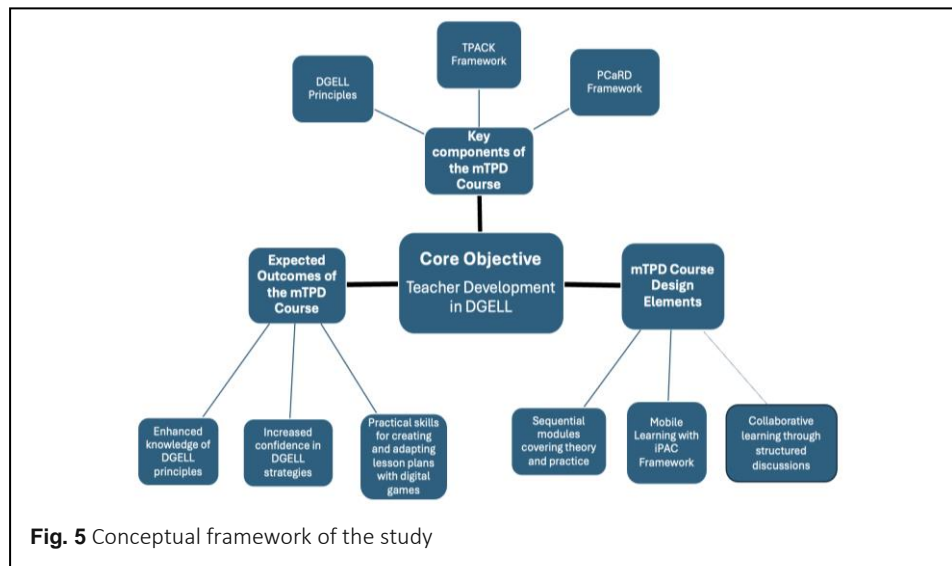 TPACK
Framework
DGELL
Principles
PCaRD
Framework
Key
components of
the mTPD
Course
Expected
Outcomes of
the mTPD
Course
Core Objective
Teacher Development
in DGELL
mTPD Course
Design
Elements
Enhanced
knowledge of
DGELL
principles
Increased
confidence in
DGELL
strategies
Practical skills
for creating
and adapting
lesson plans
with digital
games
Sequential
modules
covering theory
and practice
Mobile
Learning with
iPAC
Framework
Collaborative
learning through
structured
discussions
Fig. 5 Conceptual framework of the study